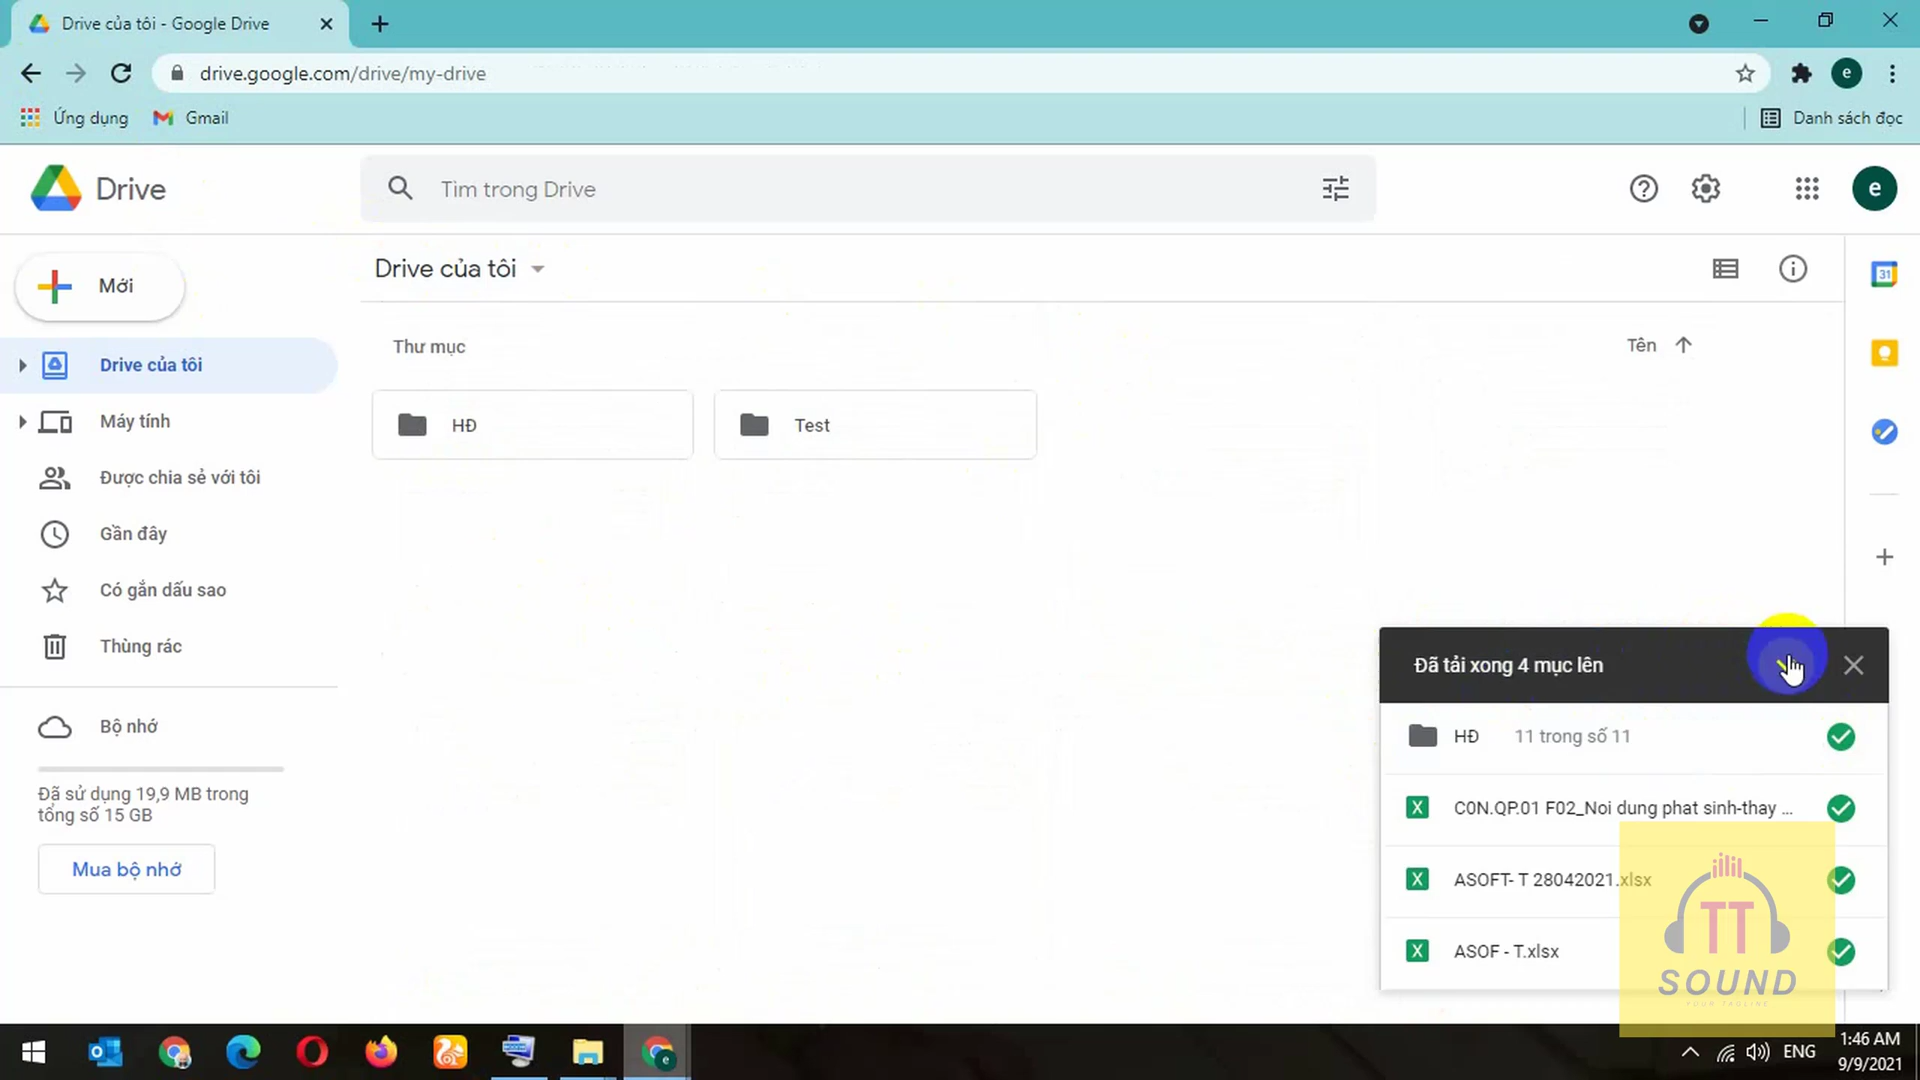 Drive của tôi - Google Drive
drive.google.com/drive/my-drive
e
Ứng dụng
Gmail
Danh sách đọc
Drive
Tìm trong Drive
e
Mới
Drive của tôi
31
Thư mục
Tên
Drive của tôi
Máy tính
HĐ
Test
Được chia sẻ với tôi
Gần đây
Có gắn dấu sao
Thùng rác
Bộ nhớ
Đã sử dụng 19,9 MB trong
tổng số 15 GB
Mua bộ nhớ
Đã tải xong 4 mục lên
HĐ 11 trong số 11
X C0N.QP.01 F02_Noi dung phat sinh-thay ...
X ASOFT- T 28042021.xlsx
X ASOF - T.xlsx
TT
SOUND
YOUR TAGLINE
e
ENG
1:46 AM
9/9/2021